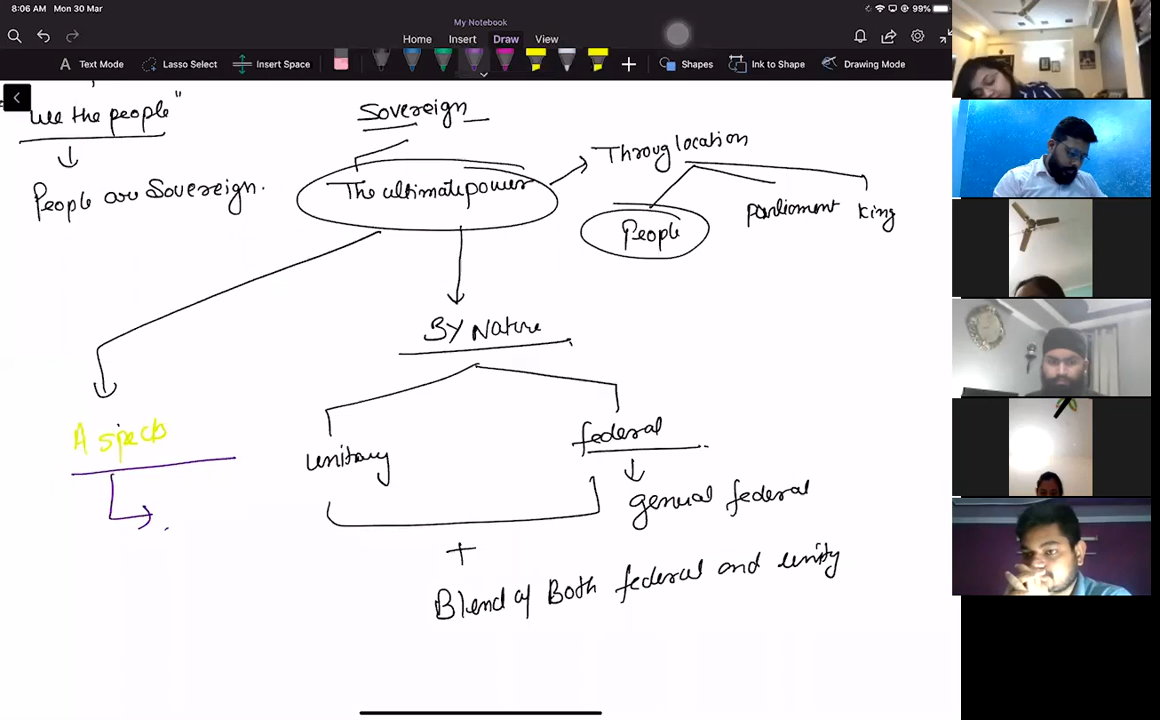 8:06 AM Mon 30 Mar
99%
My Notebook
Home Insert Draw View
Text Mode Lasso Select Insert Space Shapes Ink to Shape Drawing Mode
"we the people"
People are Sovereign.
Sovereign
The ultimate power
Throug location
People
Parliament
King
BY Nature
Aspects
unitary
federal
genual federal
+
Blend of Both federal and unity